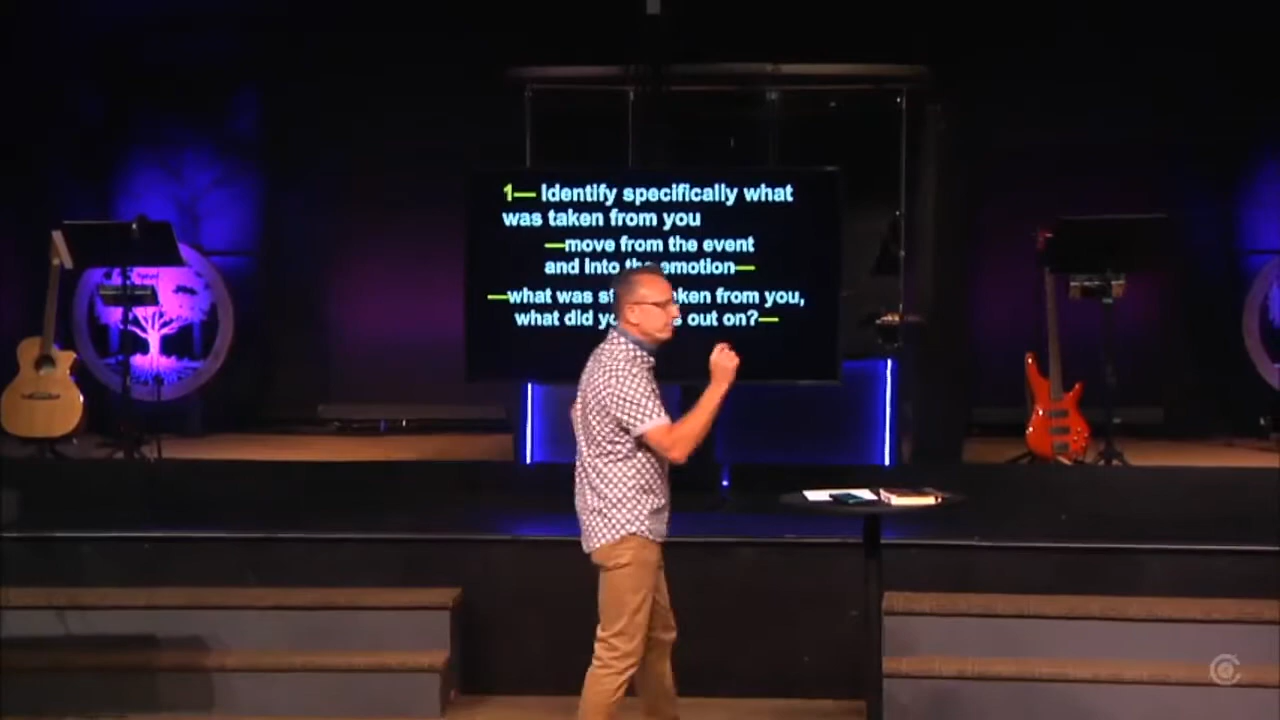 1— Identify specifically what
was taken from you
—move from the event
and into the emotion—
—what was taken from you,
what did you out on?—